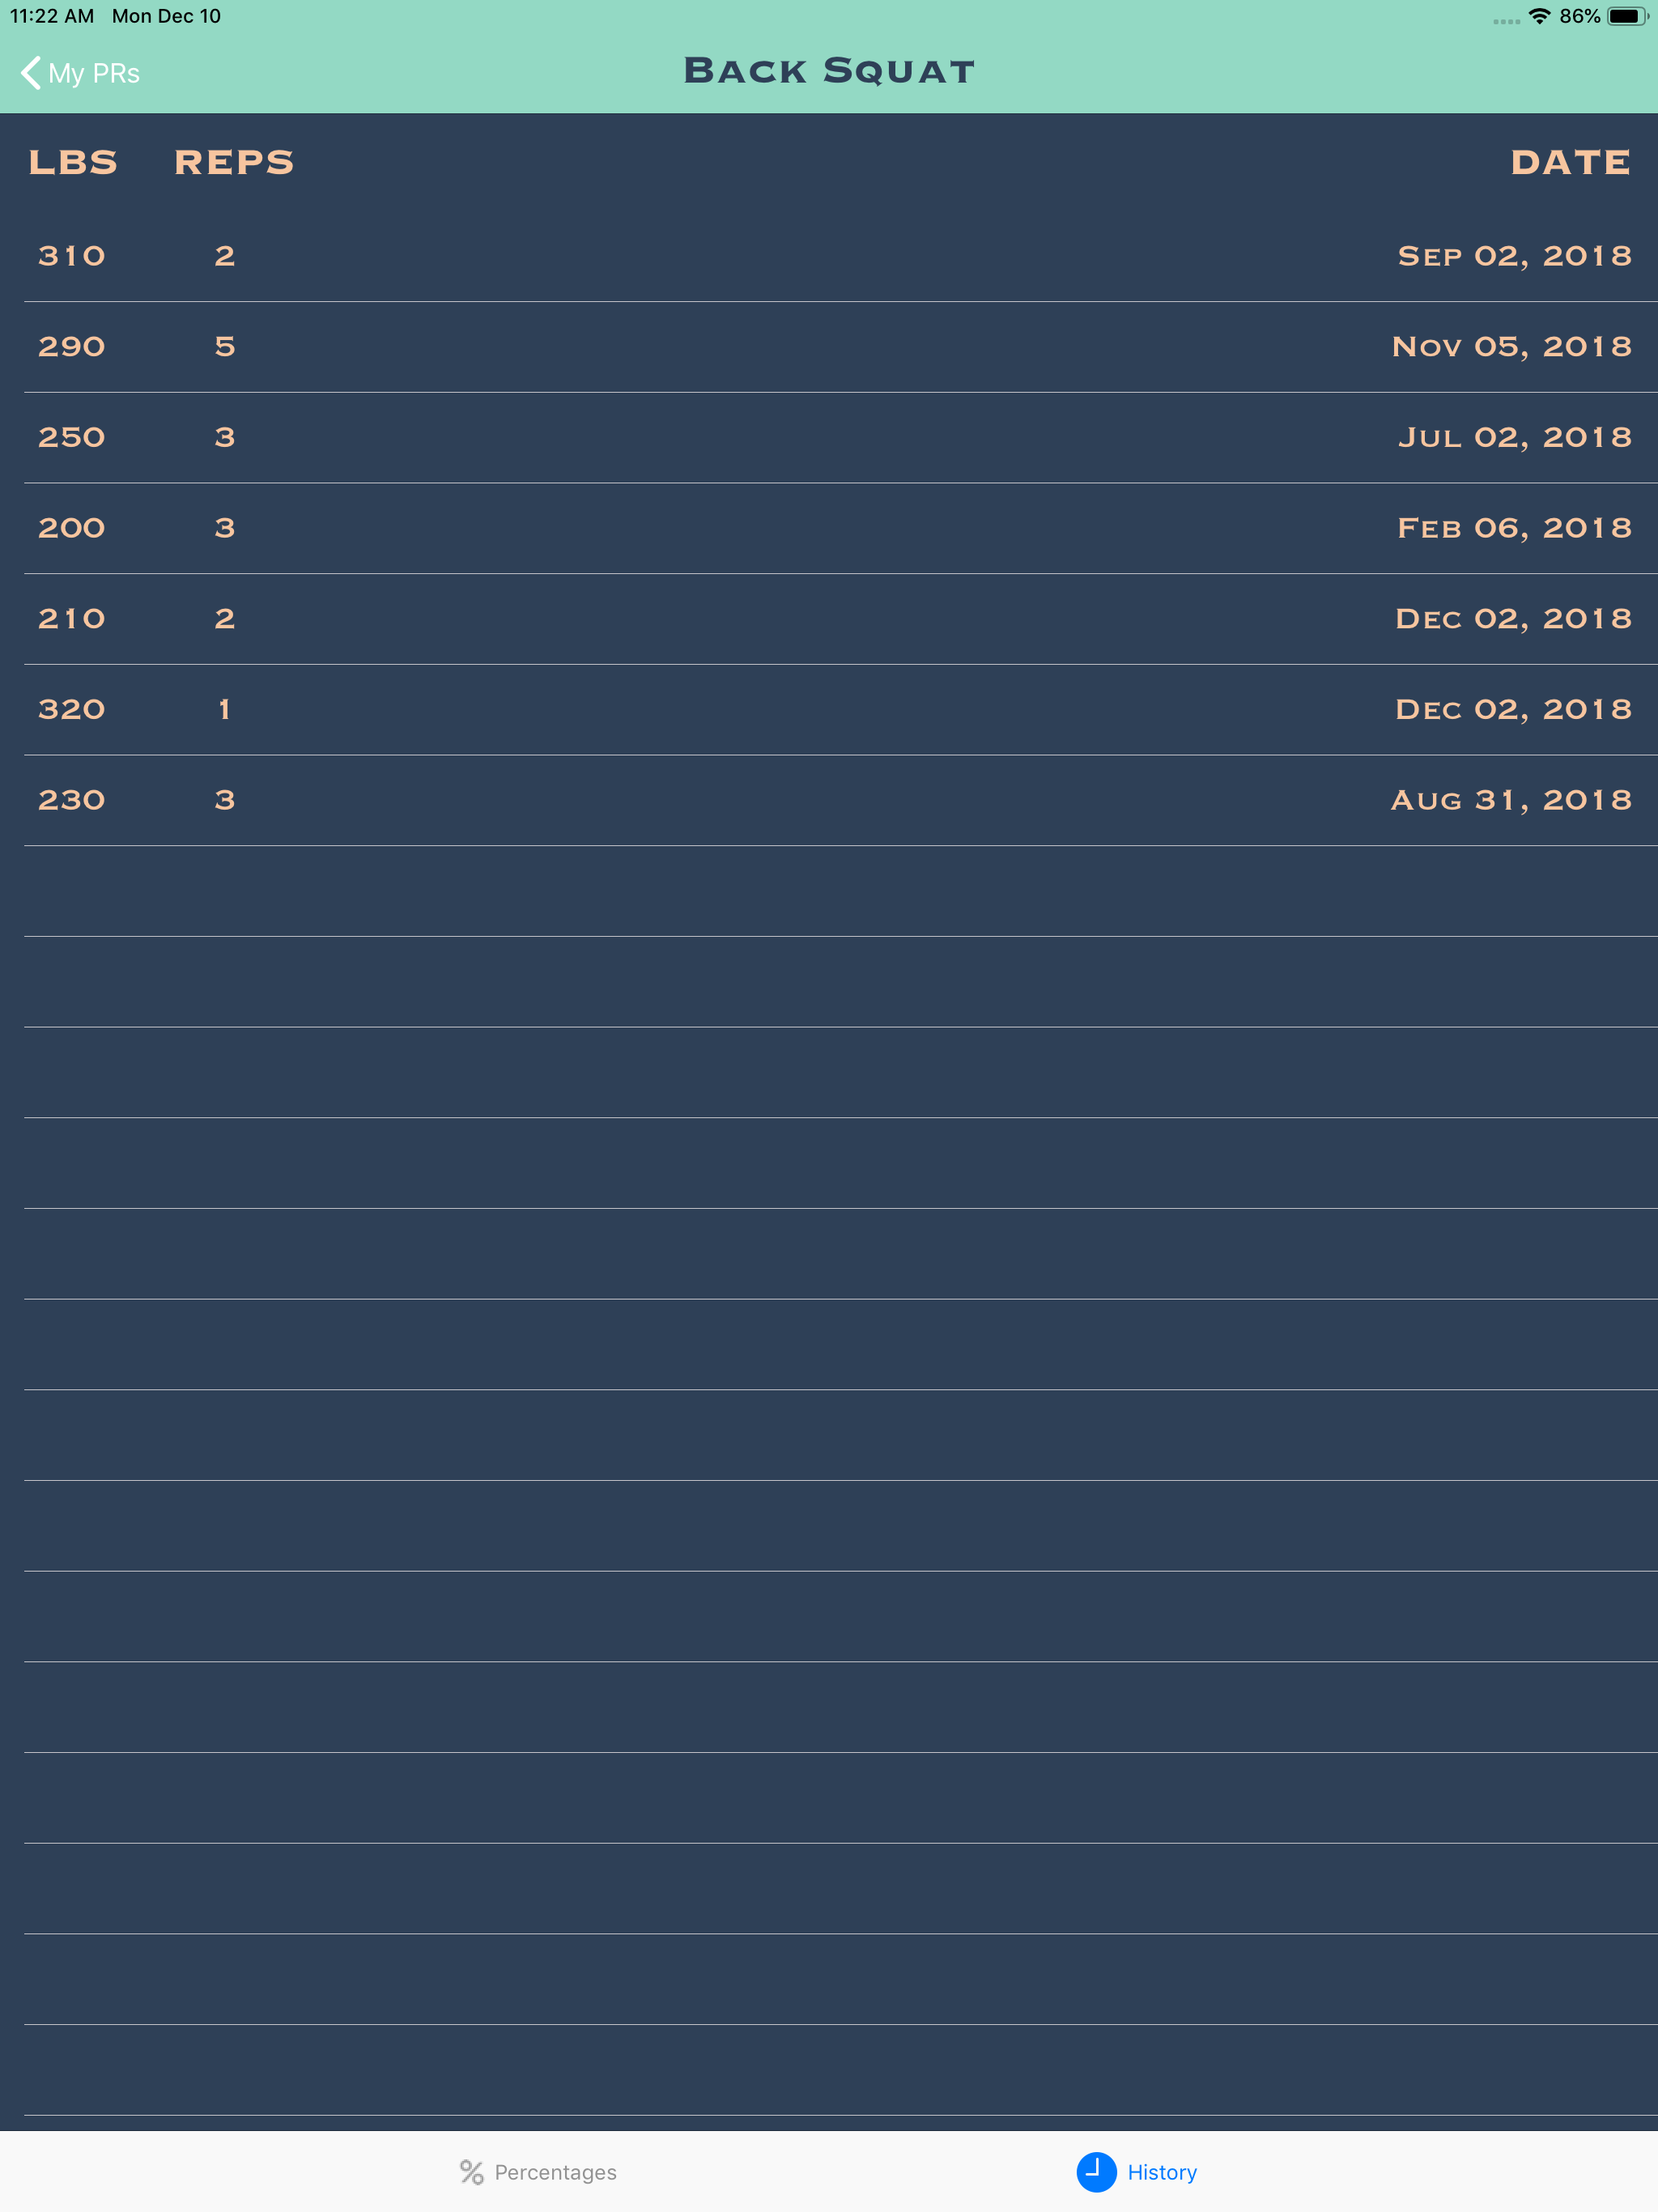 11:22 AM Mon Dec 10 86%
My PRs Back Squat
LBS REPS DATE
310 2 Sep 02, 2018
290 5 Nov 05, 2018
250 3 Jul 02, 2018
200 3 Feb 06, 2018
210 2 Dec 02, 2018
320 1 Dec 02, 2018
230 3 Aug 31, 2018
Percentages History